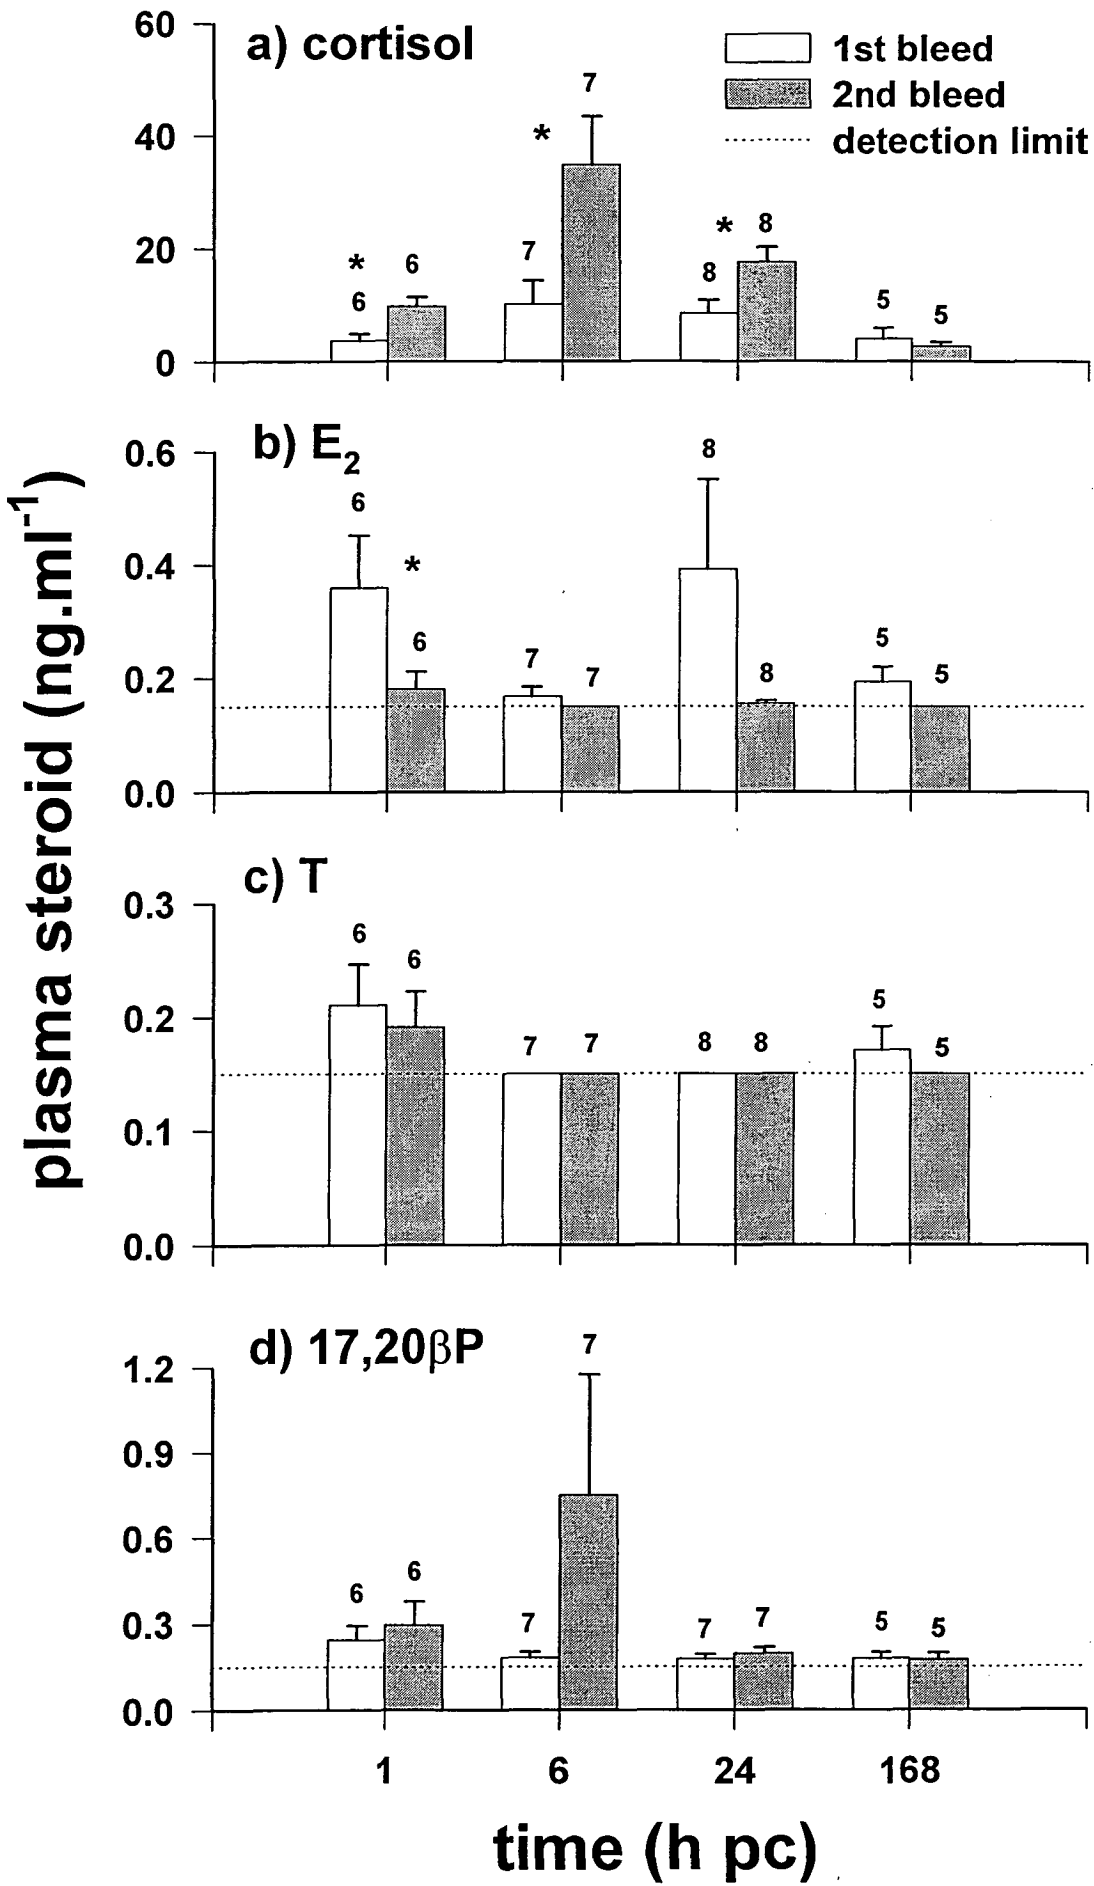 plasma steroid (ng.ml-1)
a) cortisol
1st bleed
2nd bleed
detection limit
60
40
20
0
* 6 6
7 * 7
8 * 8
5 5
b) E2
0.6
0.4
0.2
0.0
6 * 6
7 7
8 8
5 5
c) T
0.3
0.2
0.1
0.0
6 6
7 7
8 8
5 5
d) 17,20βP
1.2
0.9
0.6
0.3
0.0
6 6
7 7
7 7
5 5
1 6 24 168
time (h pc)